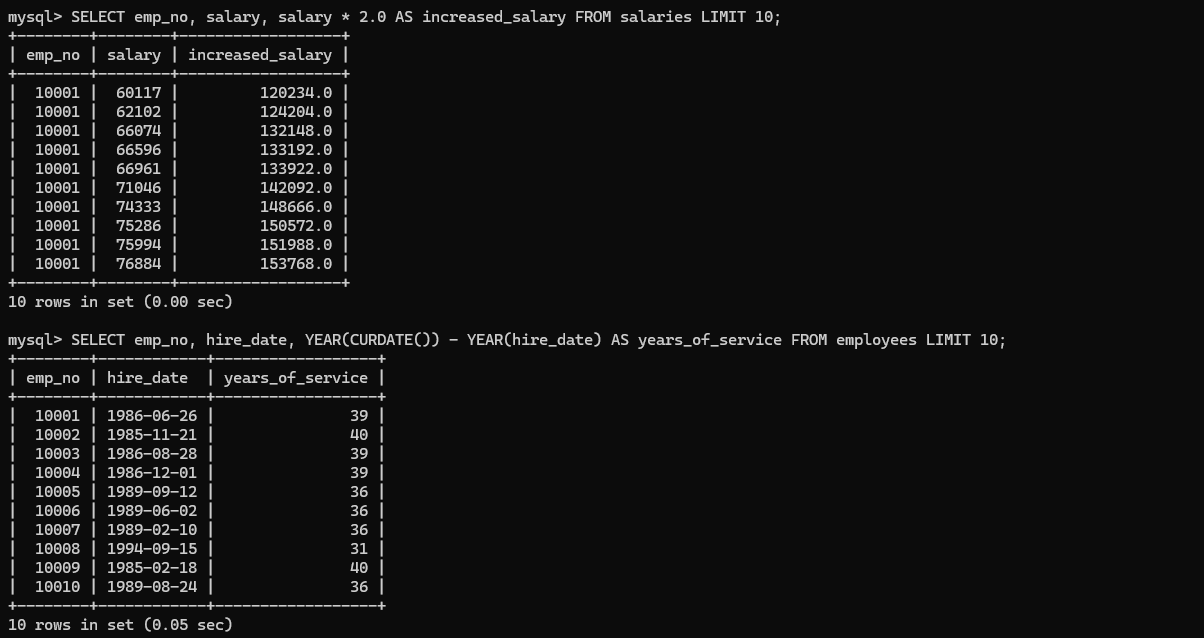 mysql> SELECT emp_no, salary, salary * 2.0 AS increased_salary FROM salaries LIMIT 10;
+--------+--------+------------------+
| emp_no | salary | increased_salary |
+--------+--------+------------------+
|  10001 |  60117 |         120234.0 |
|  10001 |  62102 |         124204.0 |
|  10001 |  66074 |         132148.0 |
|  10001 |  66596 |         133192.0 |
|  10001 |  66961 |         133922.0 |
|  10001 |  71046 |         142092.0 |
|  10001 |  74333 |         148666.0 |
|  10001 |  75286 |         150572.0 |
|  10001 |  75994 |         151988.0 |
|  10001 |  76884 |         153768.0 |
+--------+--------+------------------+
10 rows in set (0.00 sec)

mysql> SELECT emp_no, hire_date, YEAR(CURDATE()) - YEAR(hire_date) AS years_of_service FROM employees LIMIT 10;
+--------+------------+------------------+
| emp_no | hire_date  | years_of_service |
+--------+------------+------------------+
|  10001 | 1986-06-26 |               39 |
|  10002 | 1985-11-21 |               40 |
|  10003 | 1986-08-28 |               39 |
|  10004 | 1986-12-01 |               39 |
|  10005 | 1989-09-12 |               36 |
|  10006 | 1989-06-02 |               36 |
|  10007 | 1989-02-10 |               36 |
|  10008 | 1994-09-15 |               31 |
|  10009 | 1985-02-18 |               40 |
|  10010 | 1989-08-24 |               36 |
+--------+------------+------------------+
10 rows in set (0.05 sec)